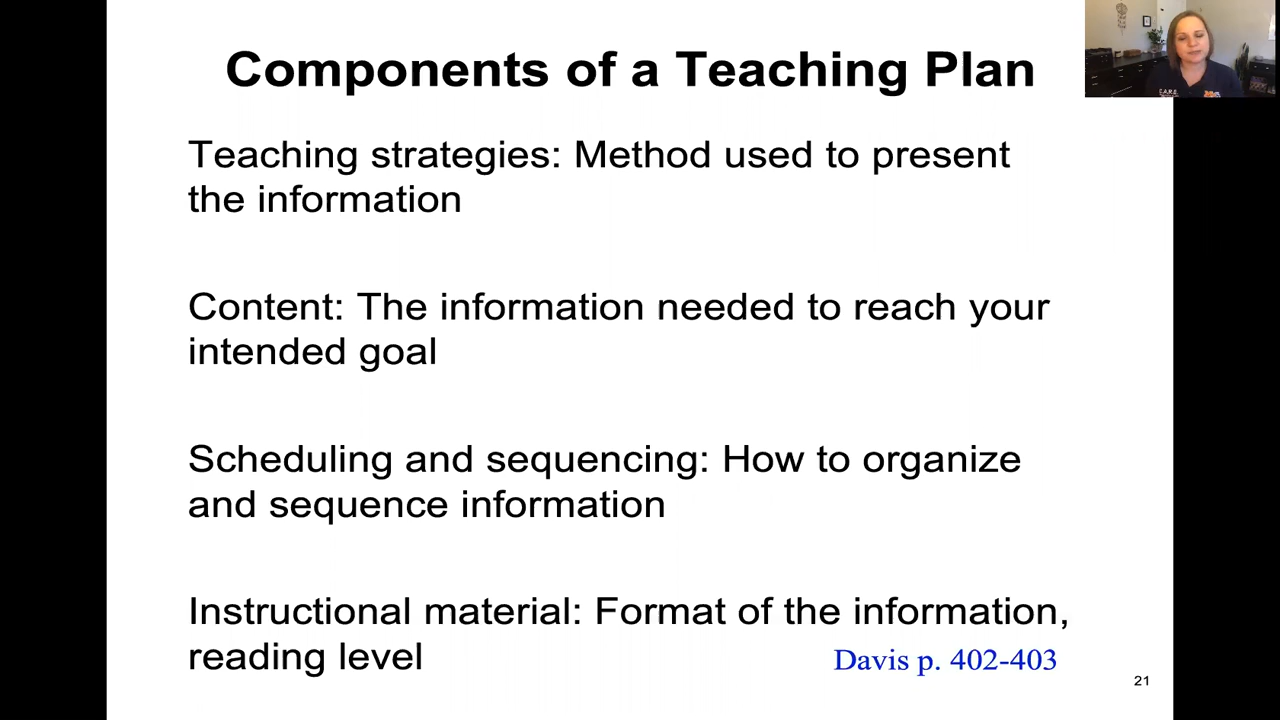 Components of a Teaching Plan
Teaching strategies: Method used to present
the information
Content: The information needed to reach your
intended goal
Scheduling and sequencing: How to organize
and sequence information
Instructional material: Format of the information,
reading level
Davis p. 402-403
21
C.A.R.E.